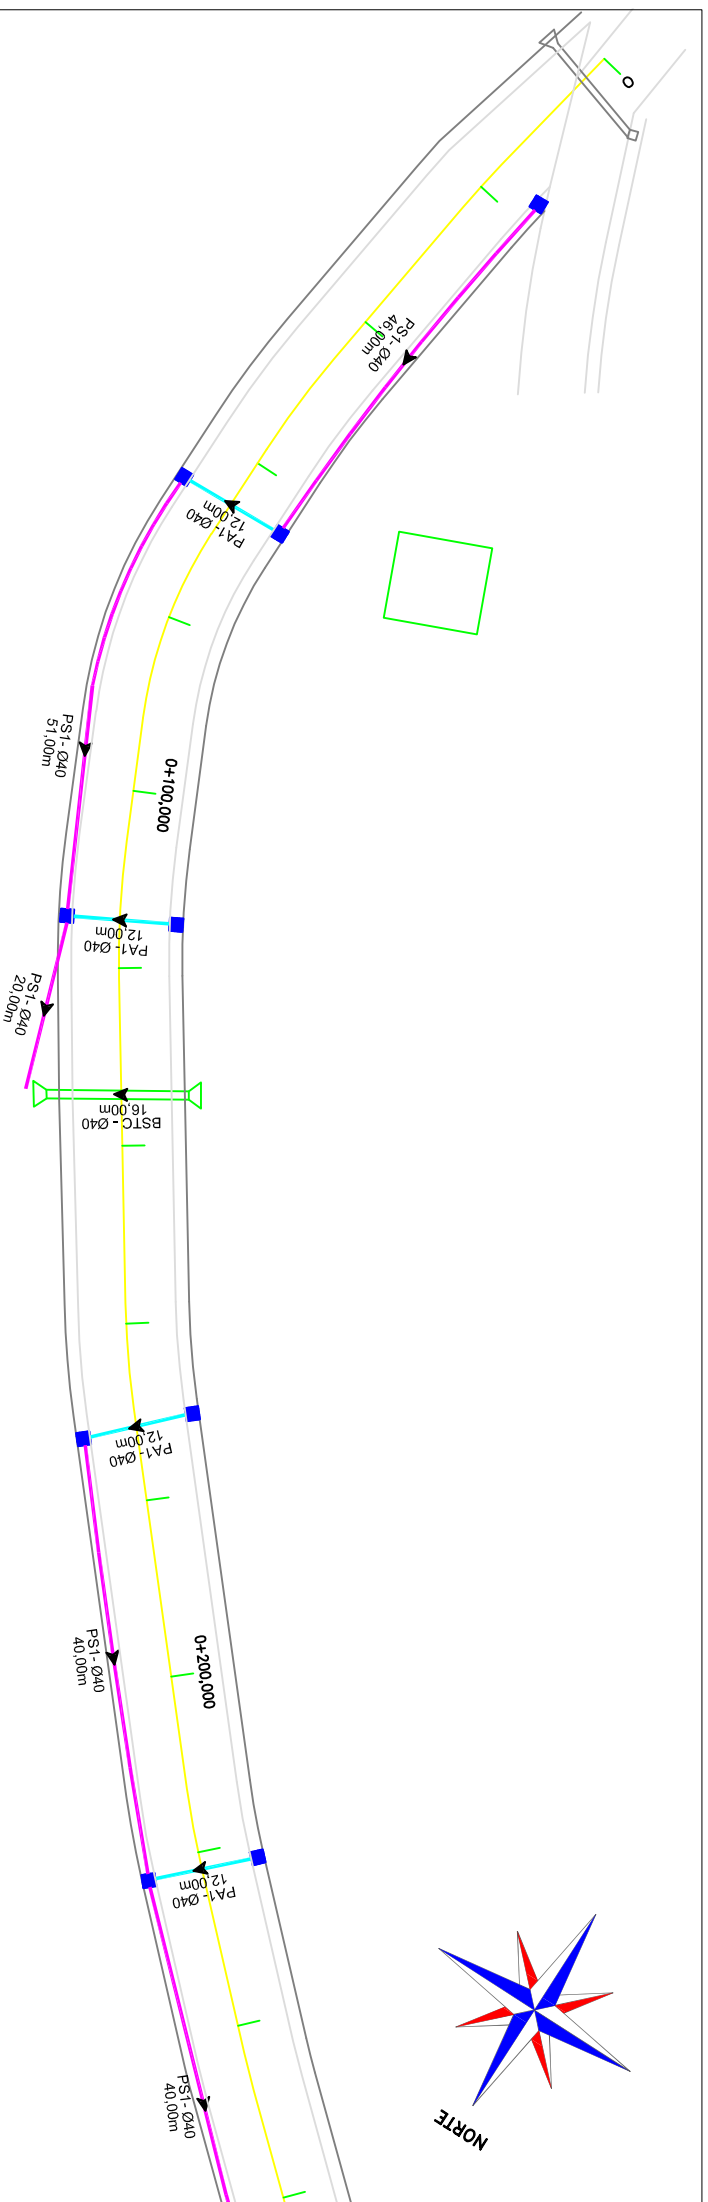 O
PS1- Ø40
46,00m
PA1- Ø40
12,00m
PS1- Ø40
51,00m
0+100,000
PA1- Ø40
12,00m
PS1- Ø40
20,00m
BSTC - Ø40
16,00m
PA1- Ø40
12,00m
PS1- Ø40
40,00m
0+200,000
PA1- Ø40
12,00m
PS1- Ø40
40,00m
NORTE